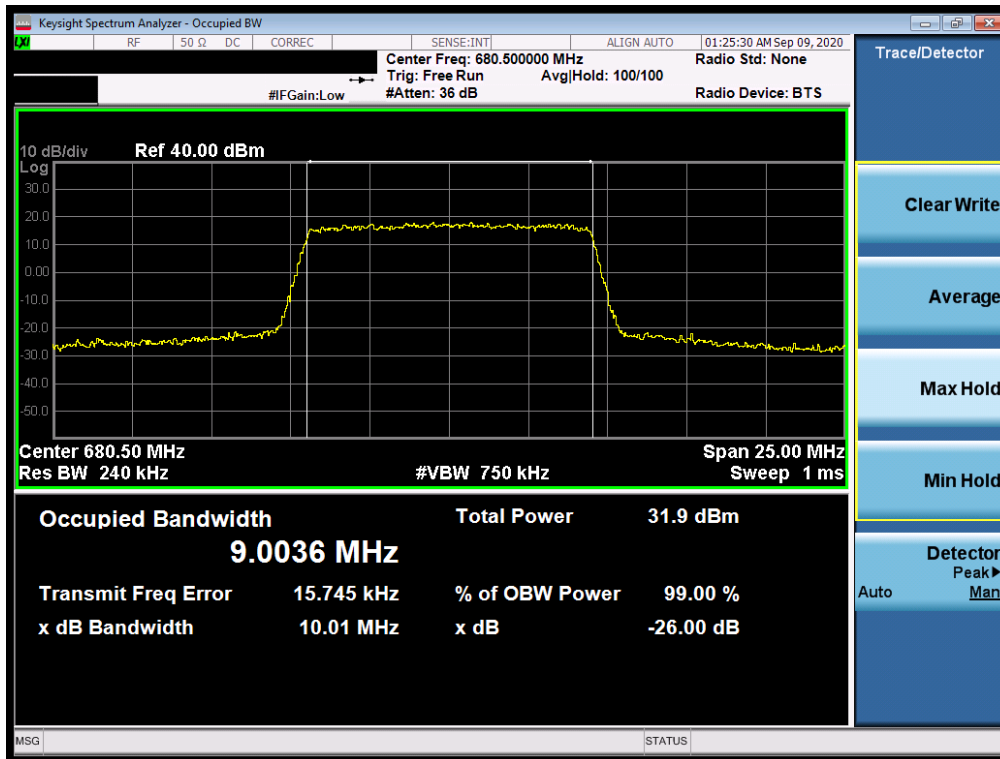 Keysight Spectrum Analyzer - Occupied BW
LXI RF 50 Ω DC CORREC SENSE:INT ALIGN AUTO 01:25:30 AM Sep 09, 2020
Center Freq: 680.500000 MHz Radio Std: None
Trig: Free Run Avg|Hold: 100/100
#IFGain:Low #Atten: 36 dB Radio Device: BTS
Trace/Detector
10 dB/div Ref 40.00 dBm
Log
30.0
20.0
10.0
0.00
-10.0
-20.0
-30.0
-40.0
-50.0
Center 680.50 MHz Span 25.00 MHz
Res BW 240 kHz #VBW 750 kHz Sweep 1 ms
Occupied Bandwidth Total Power 31.9 dBm
9.0036 MHz
Transmit Freq Error 15.745 kHz % of OBW Power 99.00 %
x dB Bandwidth 10.01 MHz x dB -26.00 dB
Clear Write
Average
Max Hold
Min Hold
Detector
Peak▶
Auto Man
MSG STATUS